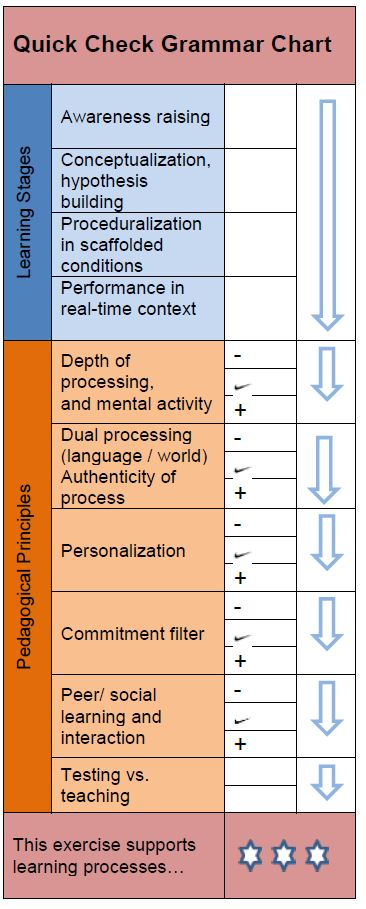 Quick Check Grammar Chart
Learning Stages
Awareness raising
Conceptualization,
hypothesis
building
Proceduralization
in scaffolded
conditions
Performance in
real-time context
Pedagogical Principles
Depth of
processing,
and mental activity
-
✓
+
Dual processing
(language / world)
Authenticity of
process
-
✓
+
Personalization
-
✓
+
Commitment filter
-
✓
+
Peer/ social
learning and
interaction
-
✓
+
Testing vs.
teaching
This exercise supports
learning processes…